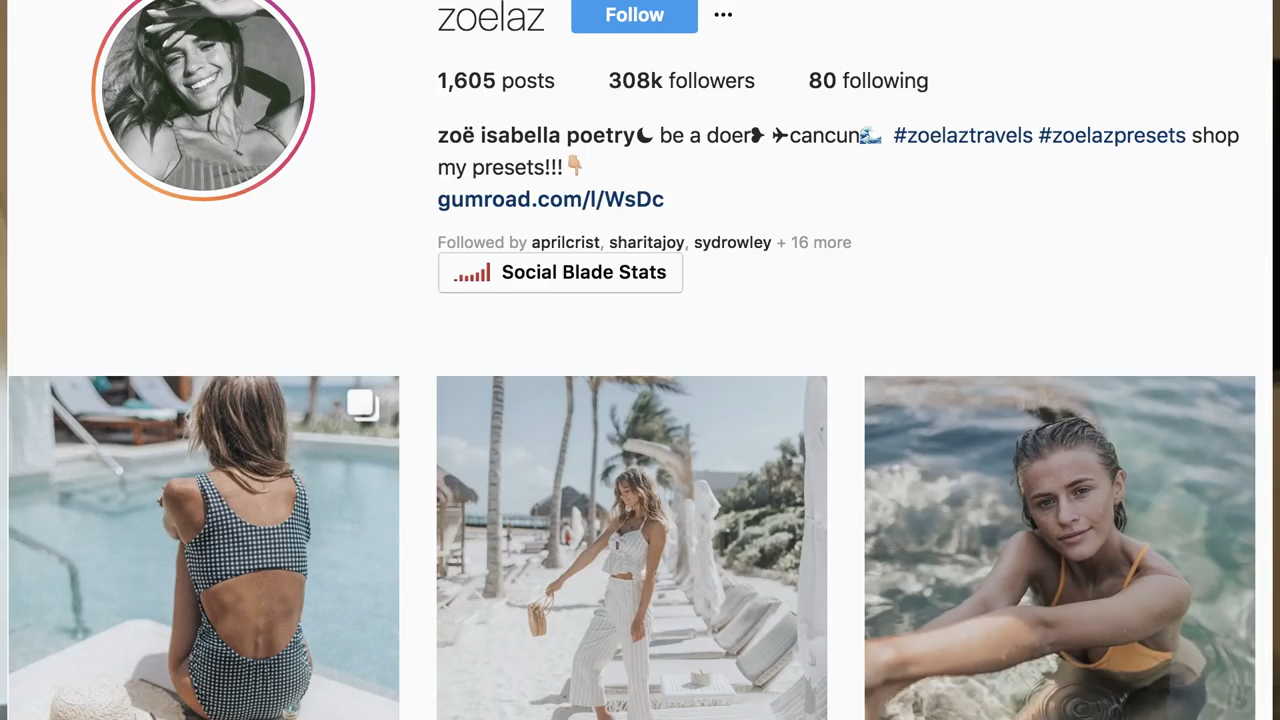 zoelaz Follow •••
1,605 posts 308k followers 80 following
zoë isabella poetry be a doer cancun #zoelaztravels #zoelazpresets shop
my presets!!!
gumroad.com/l/WsDc
Followed by aprilcrist, sharitajoy, sydrowley + 16 more
Social Blade Stats